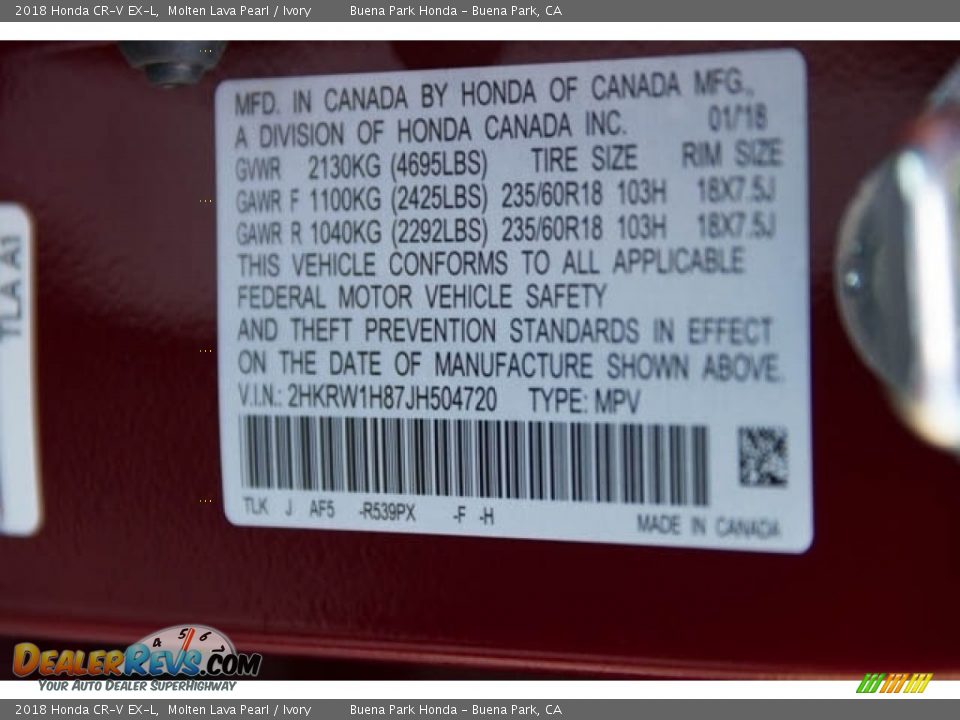 2018 Honda CR-V EX-L, Molten Lava Pearl / Ivory Buena Park Honda - Buena Park, CA
MFD. IN CANADA BY HONDA OF CANADA MFG.,
A DIVISION OF HONDA CANADA INC. 01/18
GVWR 2130KG (4695LBS) TIRE SIZE RIM SIZE
GAWR F 1100KG (2425LBS) 235/60R18 103H 18X7.5J
GAWR R 1040KG (2292LBS) 235/60R18 103H 18X7.5J
THIS VEHICLE CONFORMS TO ALL APPLICABLE
FEDERAL MOTOR VEHICLE SAFETY
AND THEFT PREVENTION STANDARDS IN EFFECT
ON THE DATE OF MANUFACTURE SHOWN ABOVE.
V.I.N.: 2HKRW1H87JH504720 TYPE: MPV
TLK J AF5 -R539PX -F -H
MADE IN CANADA
TLA A1
4 5 6 7
DEALERREVS.COM
YOUR AUTO DEALER SUPERHIGHWAY
2018 Honda CR-V EX-L, Molten Lava Pearl / Ivory Buena Park Honda - Buena Park, CA